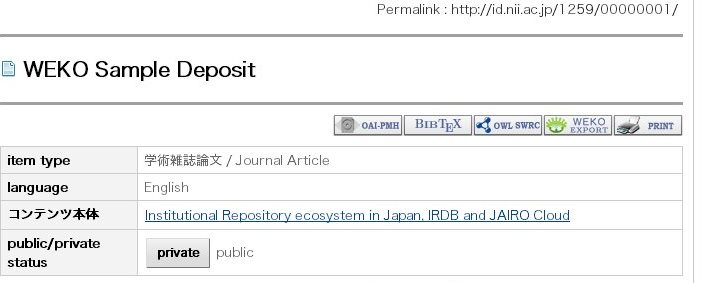 Permalink : http://id.nii.ac.jp/1259/00000001/
WEKO Sample Deposit
OAI-PMH BIBTEX OWL SWRC WEKO EXPORT PRINT
item type 学術雑誌論文 / Journal Article
language English
コンテンツ本体 Institutional Repository ecosystem in Japan, IRDB and JAIRO Cloud
public/private status private public